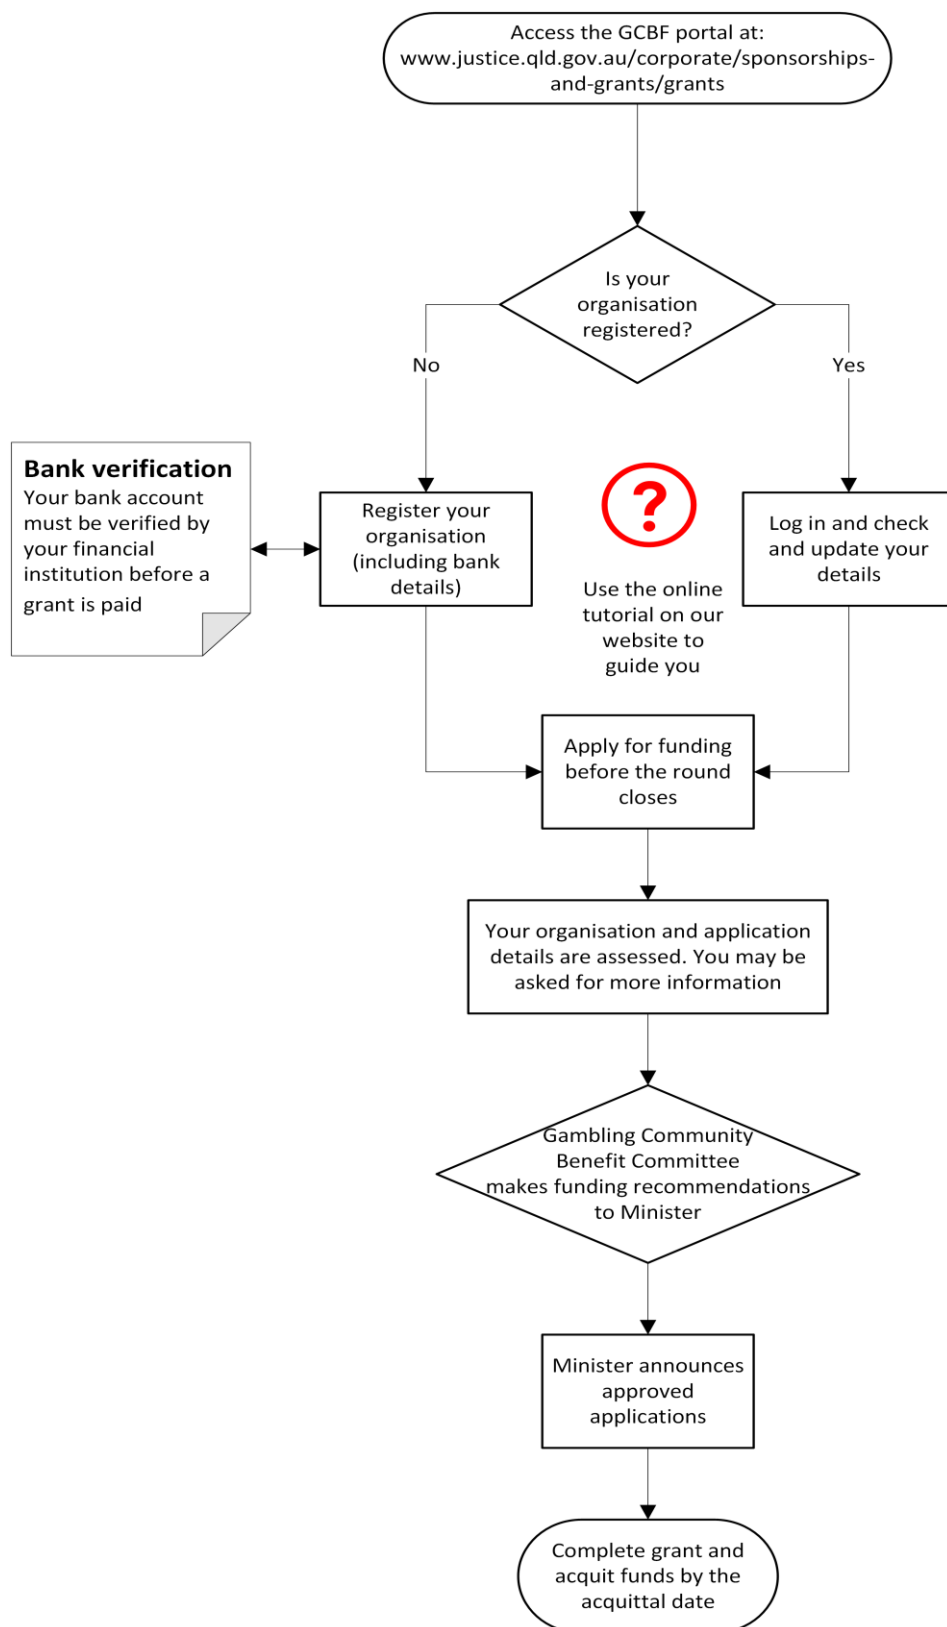 Access the GCBF portal at:
www.justice.qld.gov.au/corporate/sponsorships-
and-grants/grants
Is your
organisation
registered?
No
Yes
Bank verification
Your bank account
must be verified by
your financial
institution before a
grant is paid
Register your
organisation
(including bank
details)
?
Use the online
tutorial on our
website to
guide you
Log in and check
and update your
details
Apply for funding
before the round
closes
Your organisation and application
details are assessed. You may be
asked for more information
Gambling Community
Benefit Committee
makes funding recommendations
to Minister
Minister announces
approved
applications
Complete grant and
acquit funds by the
acquittal date